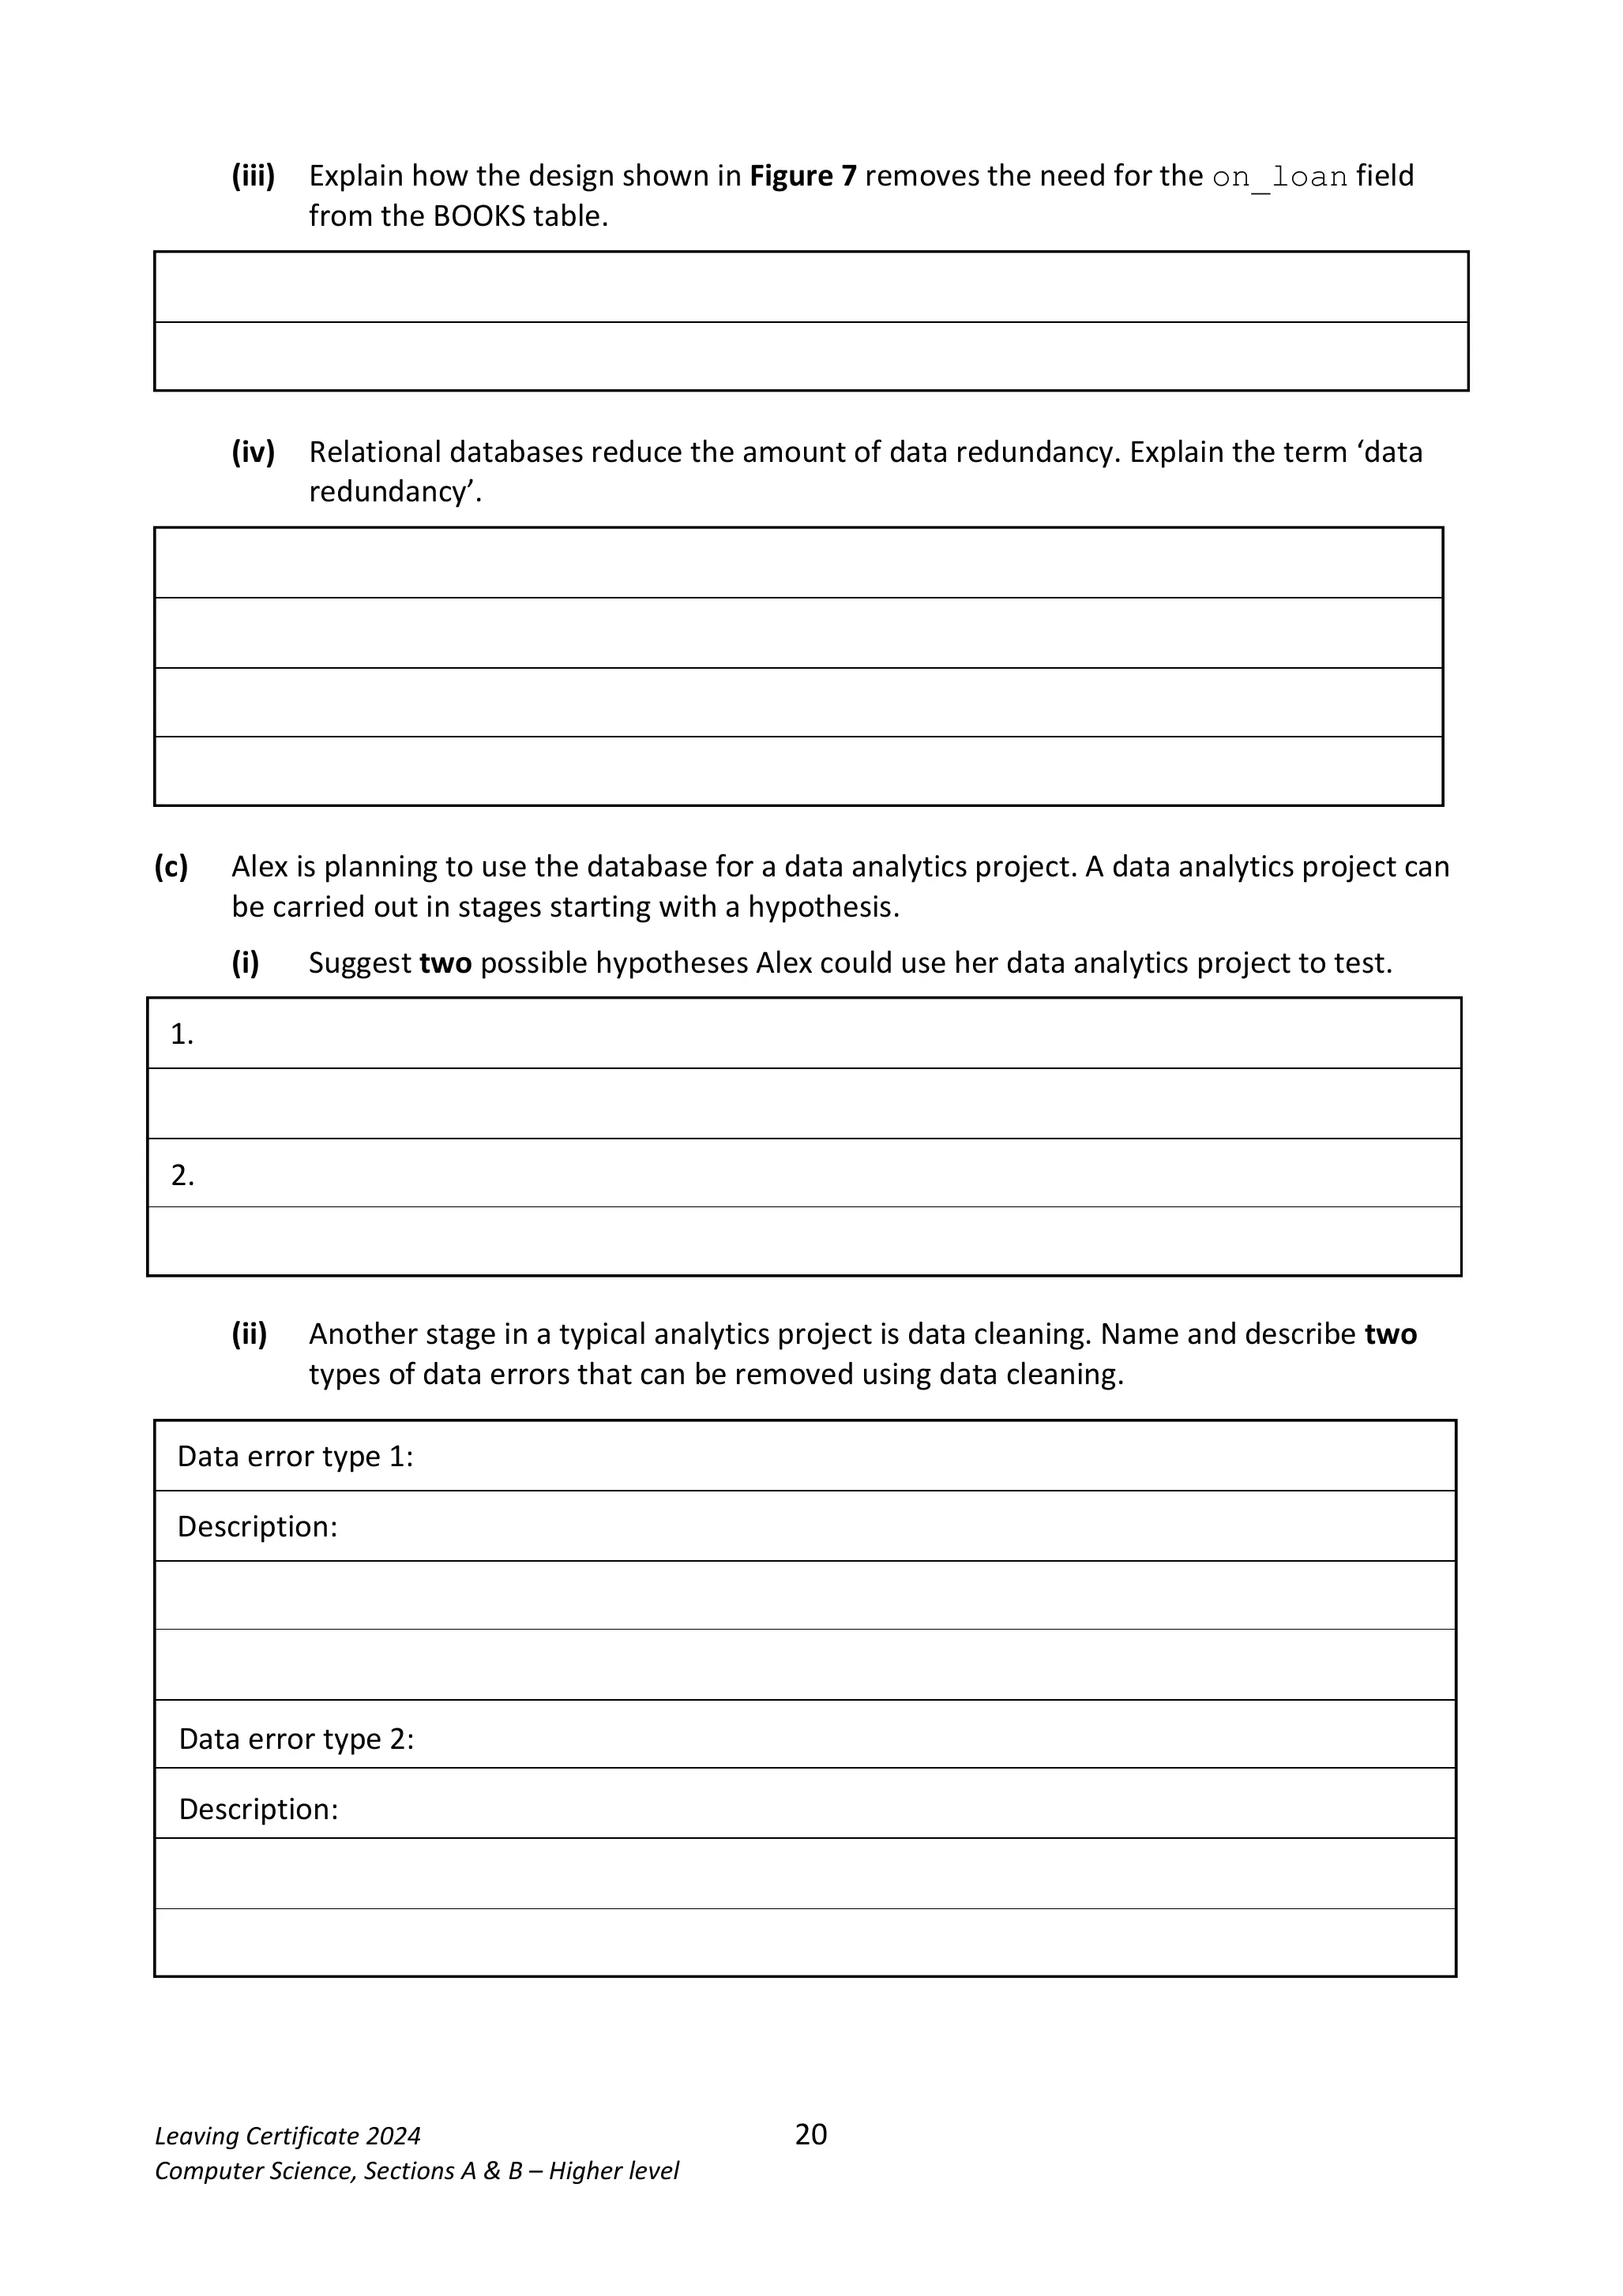 (iii) Explain how the design shown in Figure 7 removes the need for the on_loan field
from the BOOKS table.
(iv) Relational databases reduce the amount of data redundancy. Explain the term ‘data
redundancy’.
(c) Alex is planning to use the database for a data analytics project. A data analytics project can
be carried out in stages starting with a hypothesis.
(i) Suggest two possible hypotheses Alex could use her data analytics project to test.
1.
2.
(ii) Another stage in a typical analytics project is data cleaning. Name and describe two
types of data errors that can be removed using data cleaning.
Data error type 1:
Description:
Data error type 2:
Description:
Leaving Certificate 2024 20
Computer Science, Sections A & B – Higher level